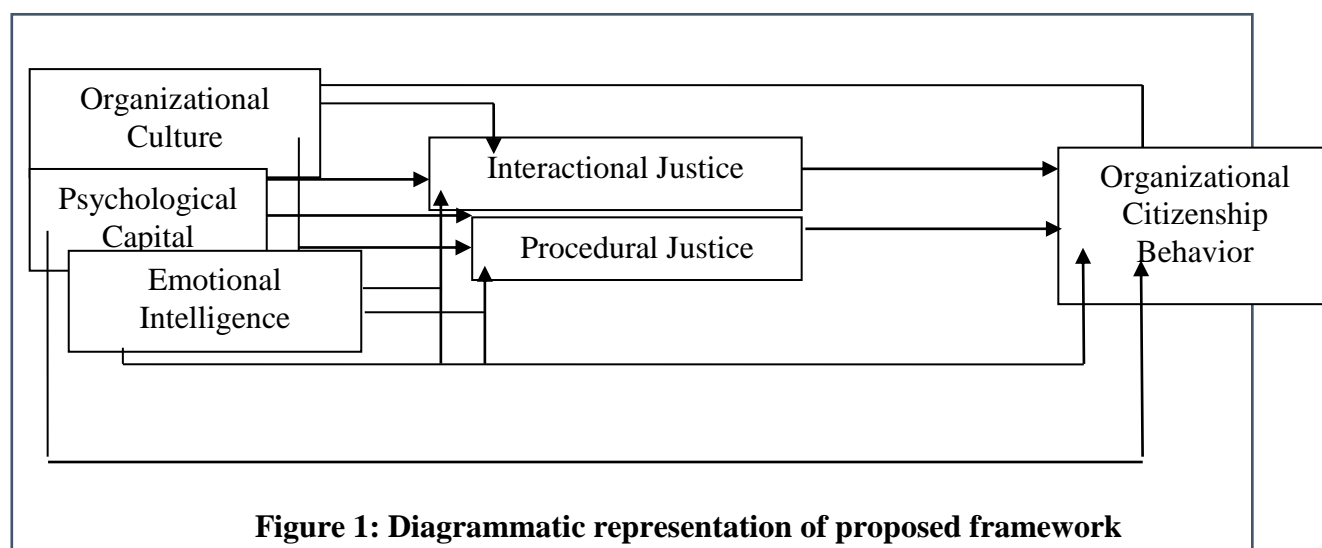 Organizational
Culture
Psychological
Capital
Emotional
Intelligence
Interactional Justice
Procedural Justice
Organizational
Citizenship
Behavior
Figure 1: Diagrammatic representation of proposed framework